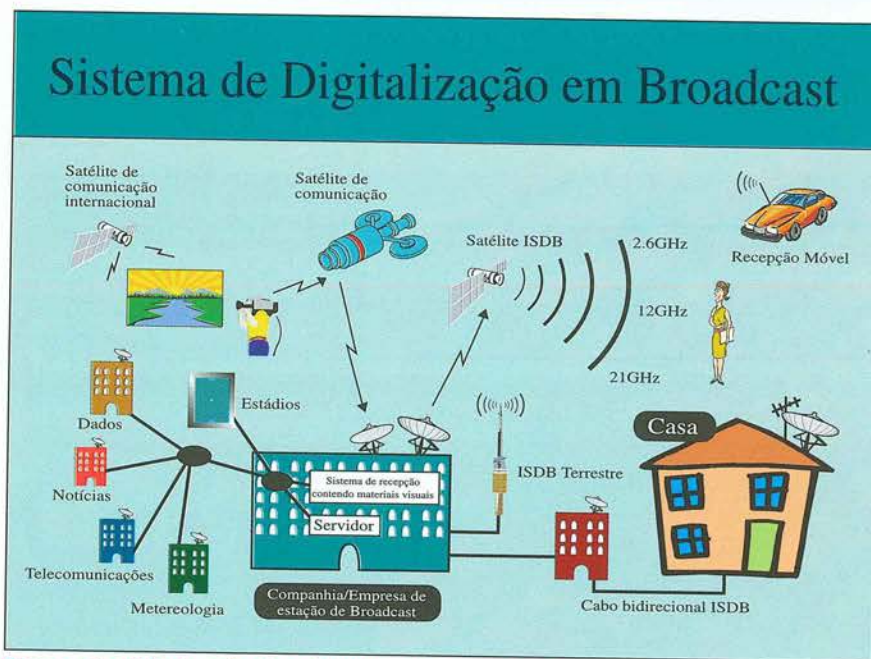 Sistema de Digitalização em Broadcast
Satélite de
comunicação
internacional
Satélite de
comunicação
Satélite ISDB
2.6GHz
12GHz
21GHz
Recepção Móvel
Dados
Notícias
Telecomunicações
Metereologia
Estádios
Sistema de recepção
contendo materiais visuais
Servidor
Companhia/Empresa de
estação de Broadcast
ISDB Terrestre
Casa
Cabo bidirecional ISDB